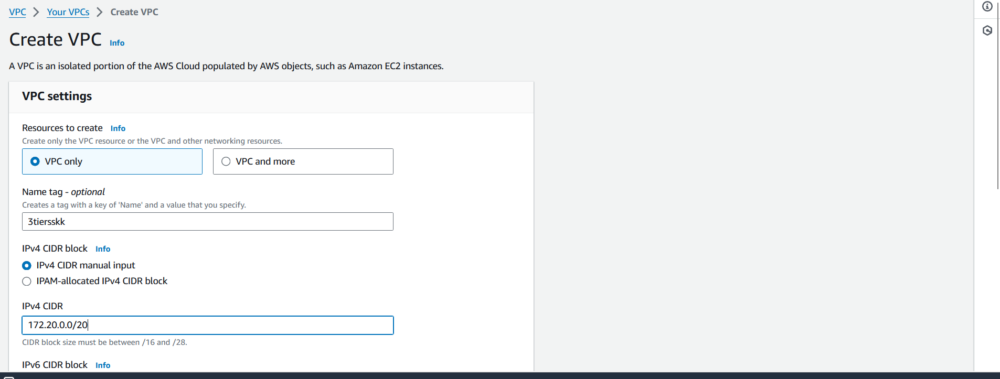 VPC > Your VPCs > Create VPC
Create VPC Info
A VPC is an isolated portion of the AWS Cloud populated by AWS objects, such as Amazon EC2 instances.
VPC settings
Resources to create Info
Create only the VPC resource or the VPC and other networking resources.
VPC only VPC and more
Name tag - optional
Creates a tag with a key of 'Name' and a value that you specify.
3tiersskk
IPv4 CIDR block Info
IPv4 CIDR manual input
IPAM-allocated IPv4 CIDR block
IPv4 CIDR
172.20.0.0/20
CIDR block size must be between /16 and /28.
IPv6 CIDR block Info